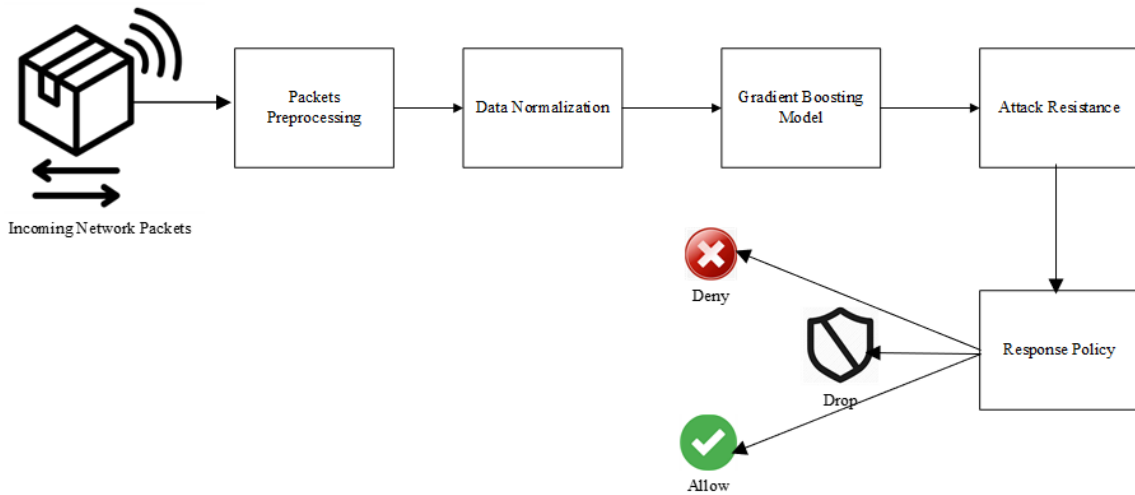 Incoming Network Packets
Packets
Preprocessing
Data Normalization
Gradient Boosting
Model
Attack Resistance
Response Policy
Deny
Drop
Allow